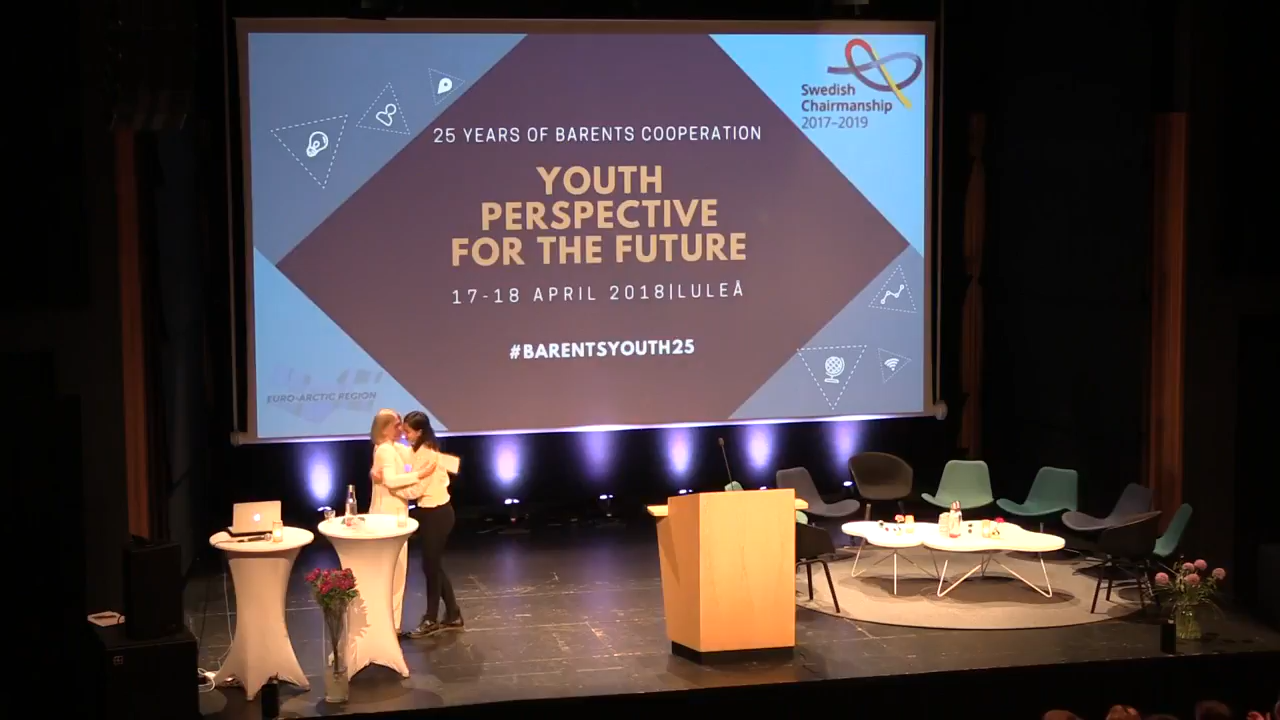 Swedish
Chairmanship
2017–2019
25 YEARS OF BARENTS COOPERATION
YOUTH
PERSPECTIVE
FOR THE FUTURE
17-18 APRIL 2018|LULEÅ
#BARENTSYOUTH25
EURO-ARCTIC REGION